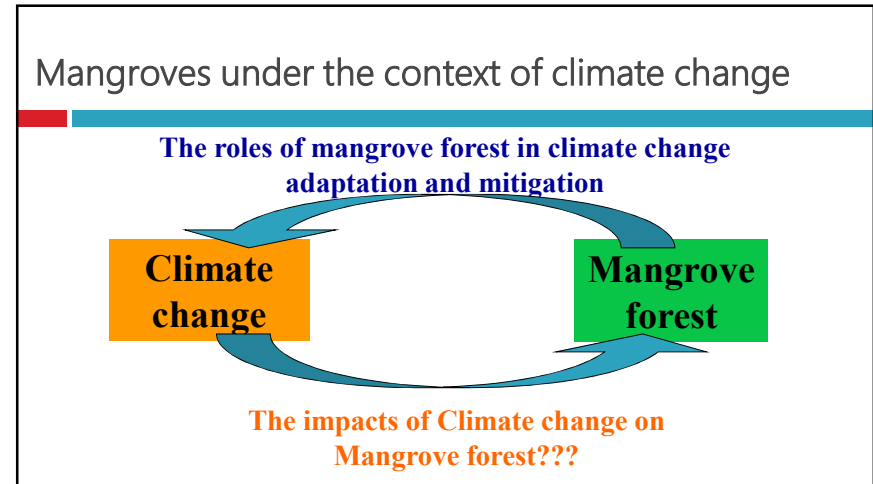 Mangroves under the context of climate change
The roles of mangrove forest in climate change
adaptation and mitigation
Climate
change
Mangrove
forest
The impacts of Climate change on
Mangrove forest???